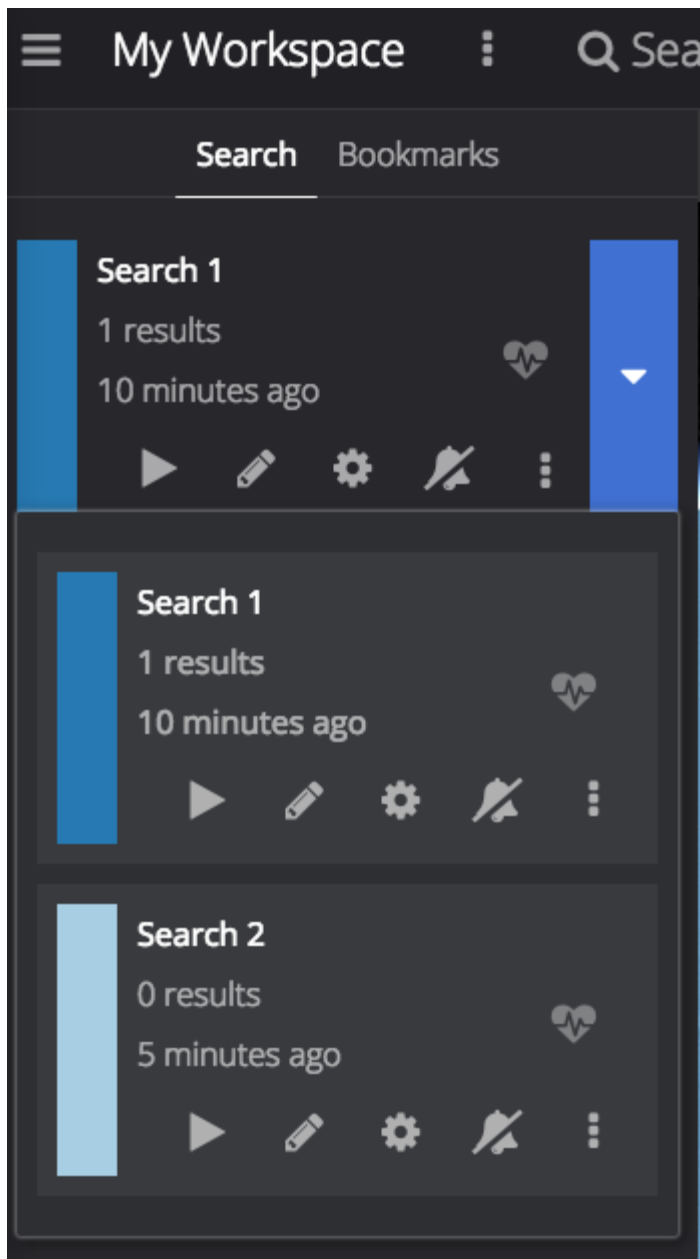 My Workspace
Search Bookmarks
Search 1
1 results
10 minutes ago
Search 1
1 results
10 minutes ago
Search 2
0 results
5 minutes ago